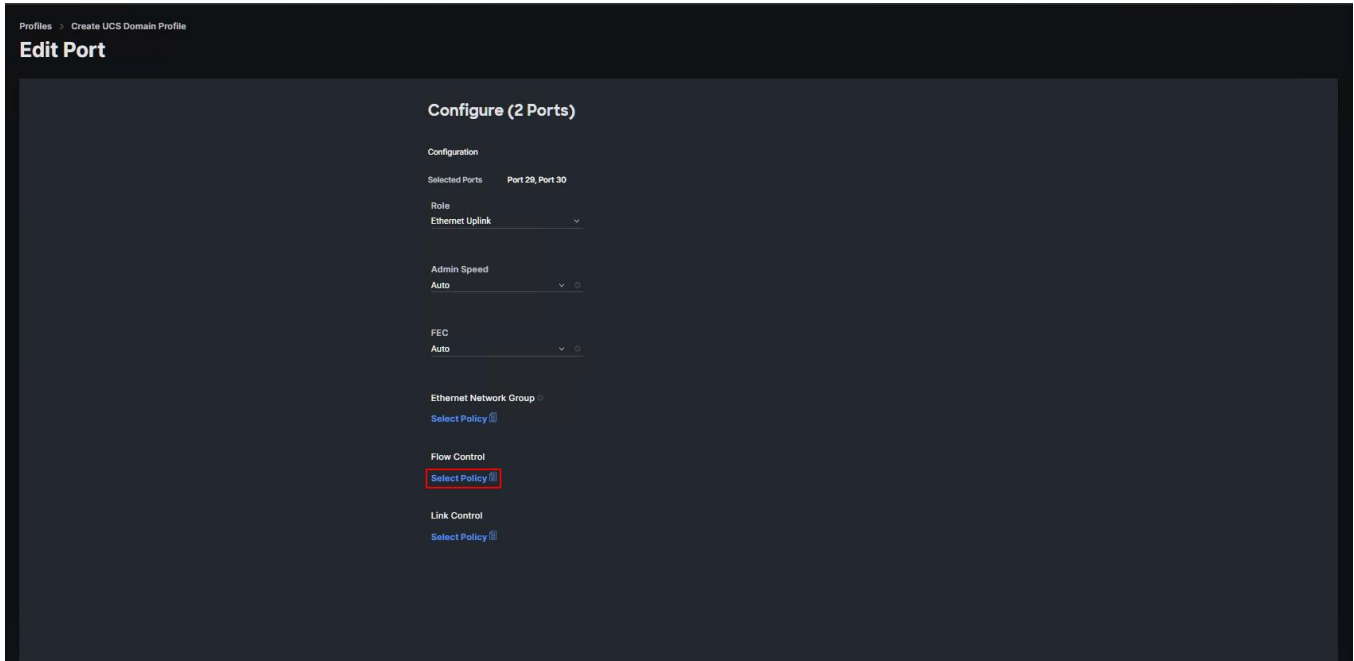 Profiles > Create UCS Domain Profile
Edit Port
Configure (2 Ports)
Configuration
Selected Ports Port 29, Port 30
Role
Ethernet Uplink
Admin Speed
Auto
FEC
Auto
Ethernet Network Group
Select Policy
Flow Control
Select Policy
Link Control
Select Policy